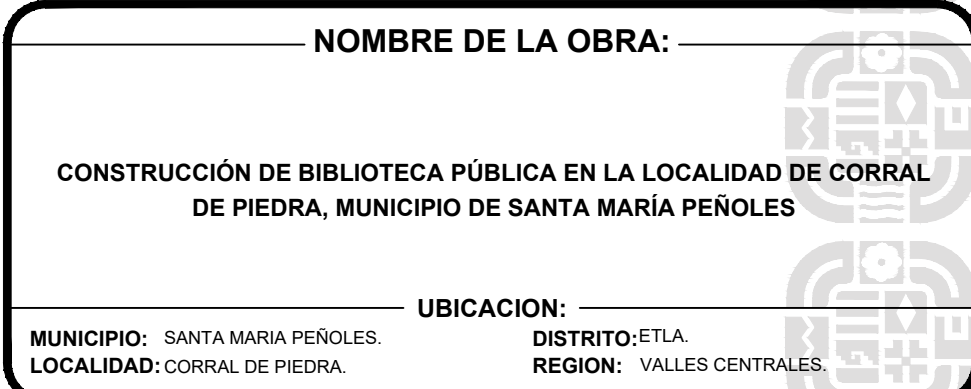 NOMBRE DE LA OBRA:
CONSTRUCCIÓN DE BIBLIOTECA PÚBLICA EN LA LOCALIDAD DE CORRAL
DE PIEDRA, MUNICIPIO DE SANTA MARÍA PEÑOLES
UBICACION:
MUNICIPIO: SANTA MARIA PEÑOLES. DISTRITO: ETLA.
LOCALIDAD: CORRAL DE PIEDRA. REGION: VALLES CENTRALES.